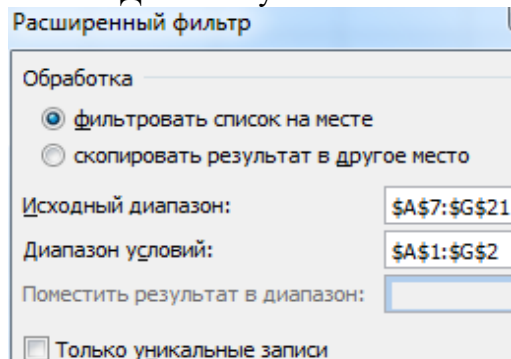 Расширенный фильтр
Обработка
фильтровать список на месте
скопировать результат в другое место
Исходный диапазон: $A$7:$G$21
Диапазон условий: $A$1:$G$2
Поместить результат в диапазон:
Только уникальные записи